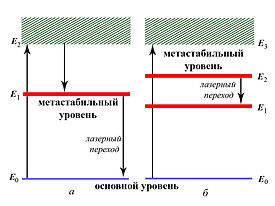 E2
E3
метастабильный
уровень
E2
E1
метастабильный
уровень
лазерный
переход
E1
лазерный
переход
E0
основной уровень
E0
а
б